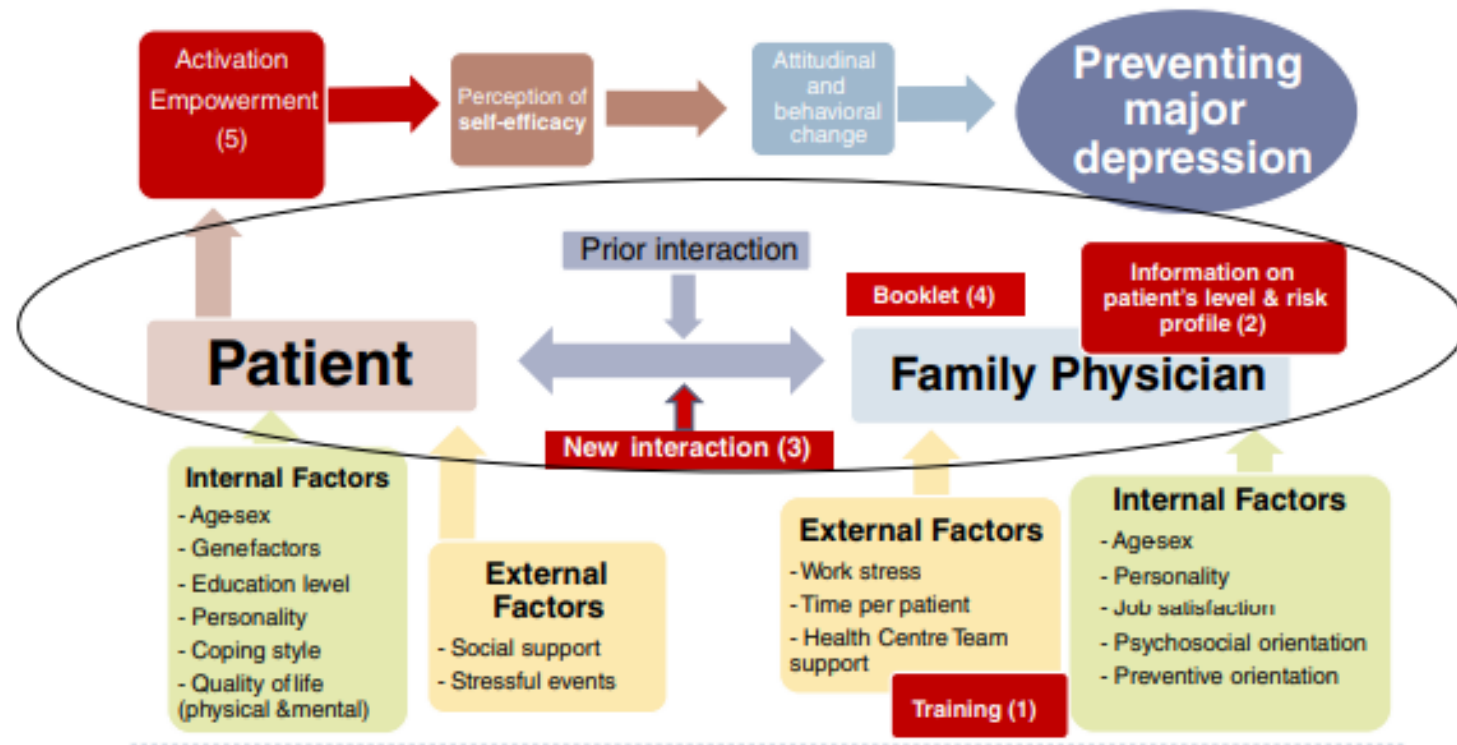 Activation
Empowerment
(5)
Perception of
self-efficacy
Attitudinal
and
behavioral
change
Preventing
major
depression
Prior interaction
Booklet (4)
Information on
patient's level & risk
profile (2)
Patient
Family Physician
New interaction (3)
Internal Factors
- Age-sex
- Genefactors
- Education level
- Personality
- Coping style
- Quality of life
(physical &mental)
External
Factors
- Social support
- Stressful events
External Factors
- Work stress
- Time per patient
- Health Centre Team
support
Training (1)
Internal Factors
- Age-sex
- Personality
- Job satisfaction
- Psychosocial orientation
- Preventive orientation